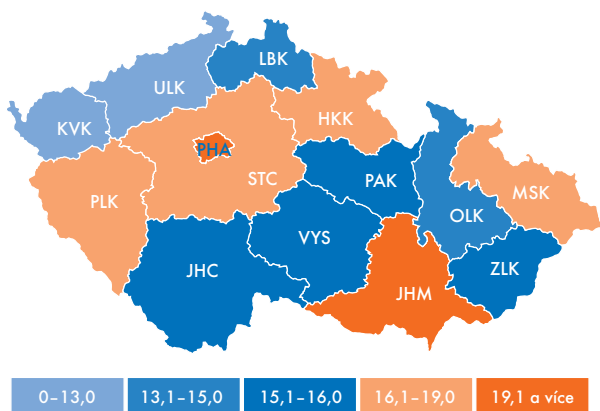 LBK
ULK
KVK
HKK
PHA
STC
PAK
PLK
MSK
OLK
VYS
JHC
ZLK
JHM
0–13,0 13,1–15,0 15,1–16,0 16,1–19,0 19,1 a více